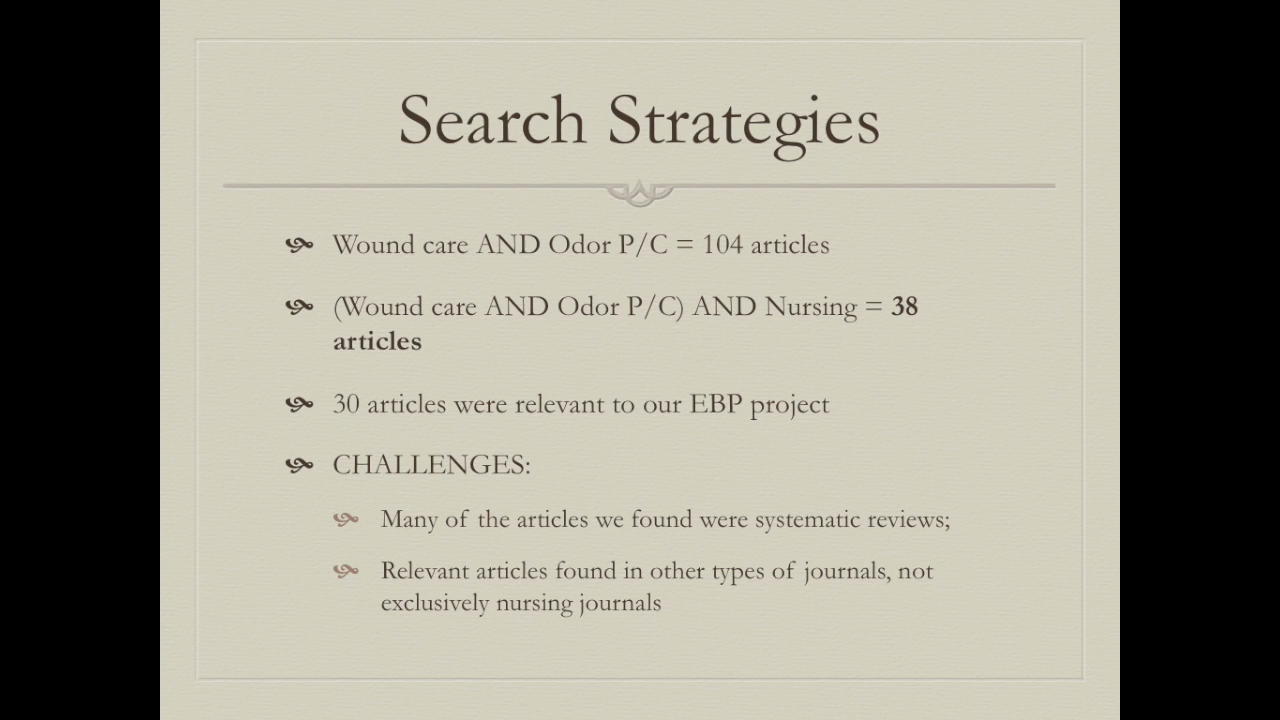 Search Strategies
Wound care AND Odor P/C = 104 articles
(Wound care AND Odor P/C) AND Nursing = 38
articles
30 articles were relevant to our EBP project
CHALLENGES:
Many of the articles we found were systematic reviews;
Relevant articles found in other types of journals, not
exclusively nursing journals